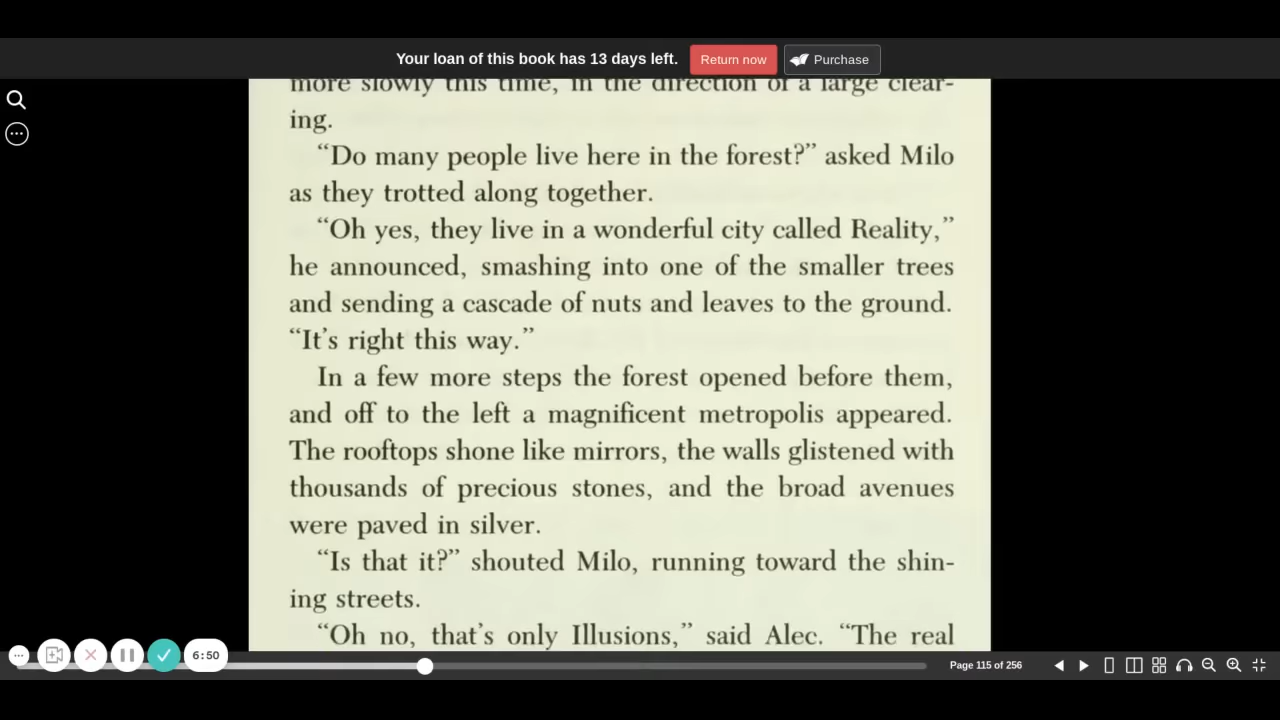 Your loan of this book has 13 days left. Return now Purchase
more slowly this time, in the direction of a large clear-
ing.
“Do many people live here in the forest?” asked Milo
as they trotted along together.
“Oh yes, they live in a wonderful city called Reality,”
he announced, smashing into one of the smaller trees
and sending a cascade of nuts and leaves to the ground.
“It’s right this way.”
In a few more steps the forest opened before them,
and off to the left a magnificent metropolis appeared.
The rooftops shone like mirrors, the walls glistened with
thousands of precious stones, and the broad avenues
were paved in silver.
“Is that it?” shouted Milo, running toward the shin-
ing streets.
“Oh no, that’s only Illusions,” said Alec. “The real
6:50
Page 115 of 256